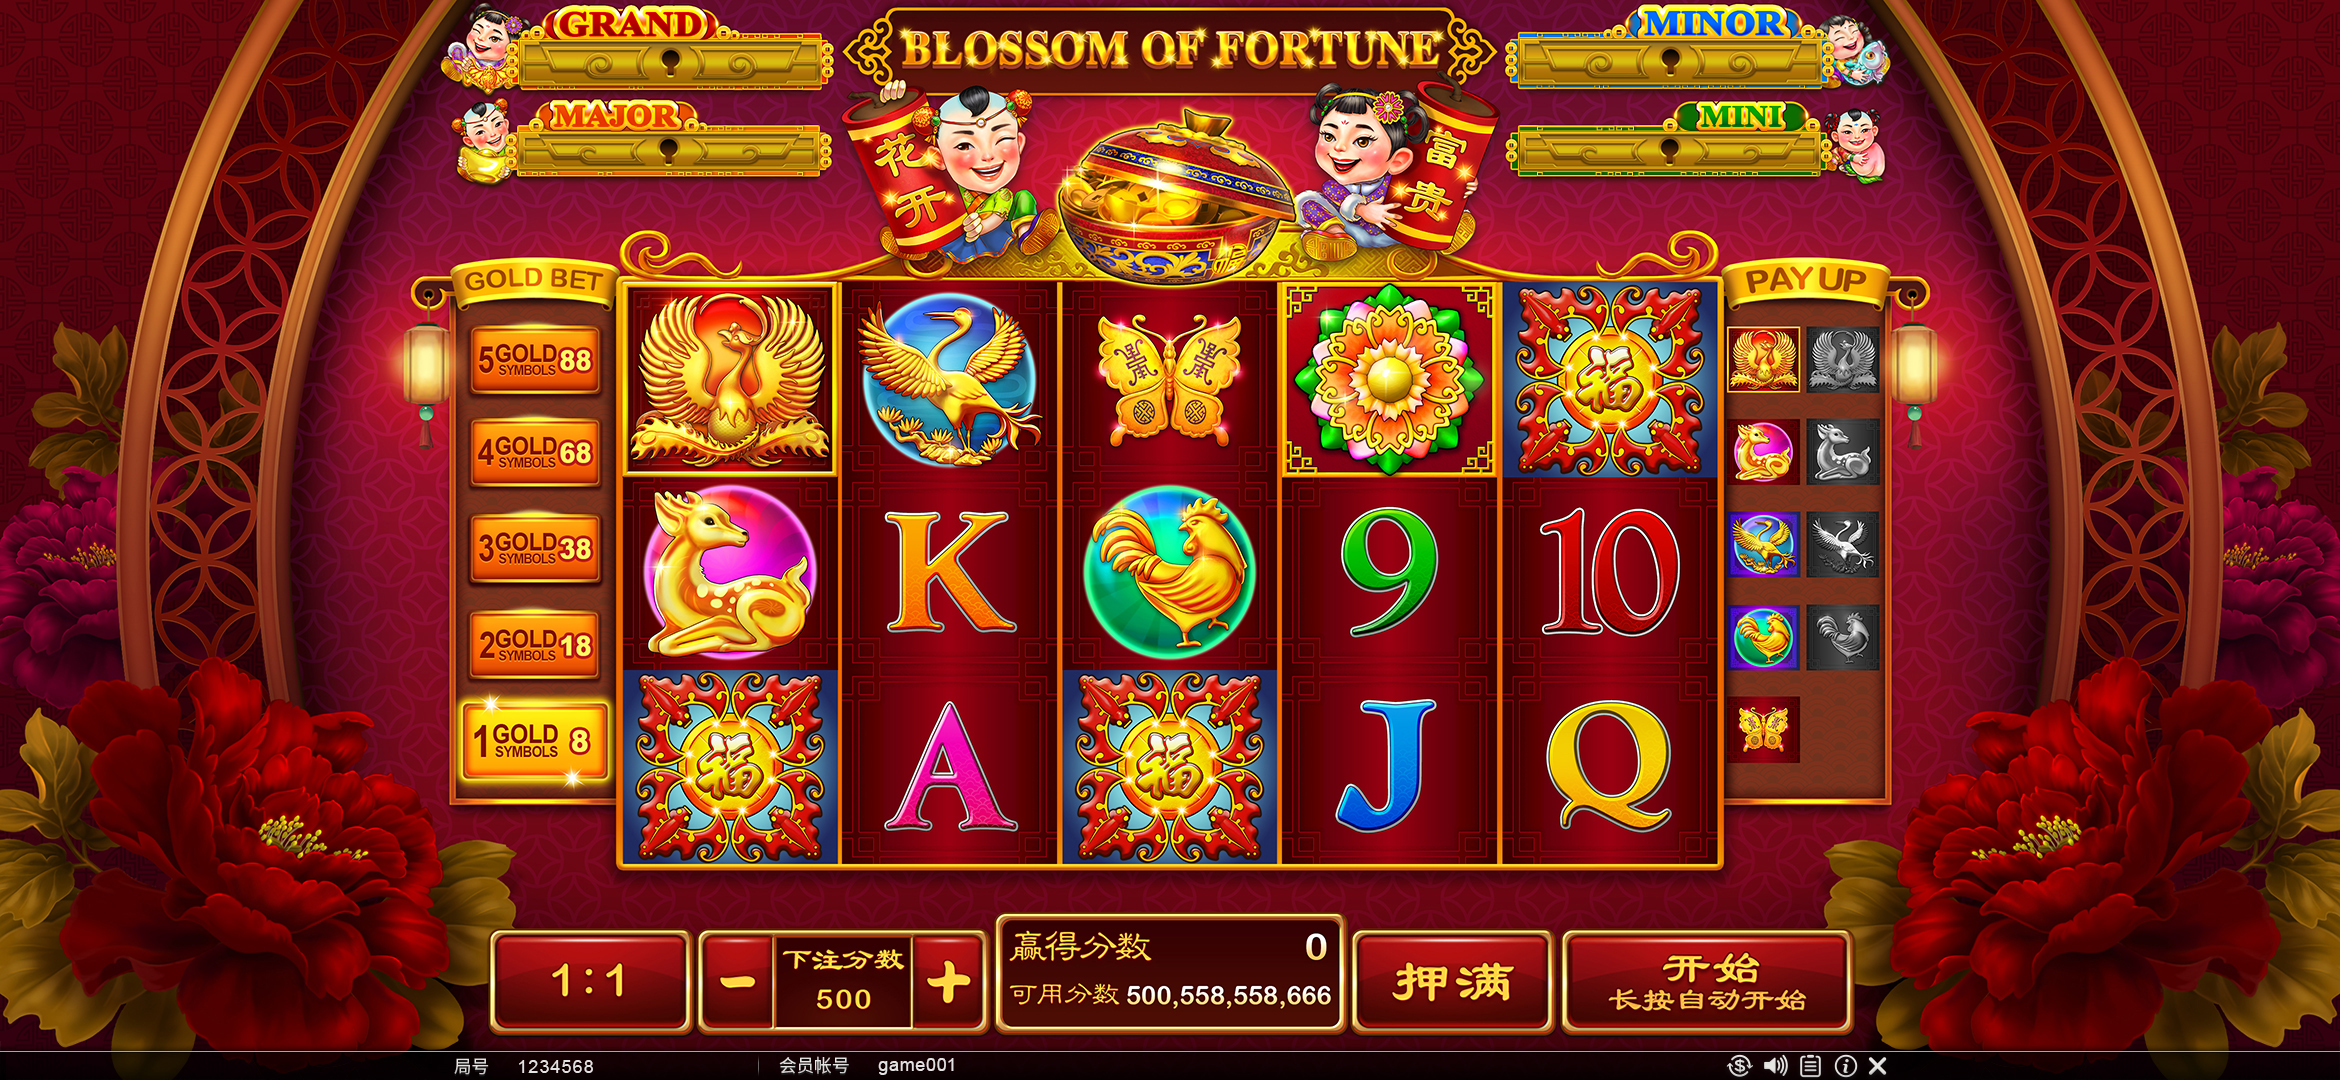 GRAND
MAJOR
BLOSSOM OF FORTUNE
MINOR
MINI
花开
富贵
GOLD BET
5 GOLD SYMBOLS 88
4 GOLD SYMBOLS 68
3 GOLD SYMBOLS 38
2 GOLD SYMBOLS 18
1 GOLD SYMBOLS 8
PAY UP
福
K
9
10
福
A
福
J
Q
1:1
−
下注分数
500
+
赢得分数 0
可用分数 500,558,558,666
押满
开始
长按自动开始
局号 1234568
会员帐号 game001